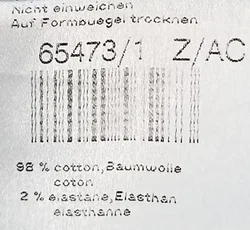 Nicht einweichen
Auf Formbuegel trocknen
65473/1 Z/AC
98 % cotton,Baumwolle
coton
2 % elastane,Elasthan
elasthanne